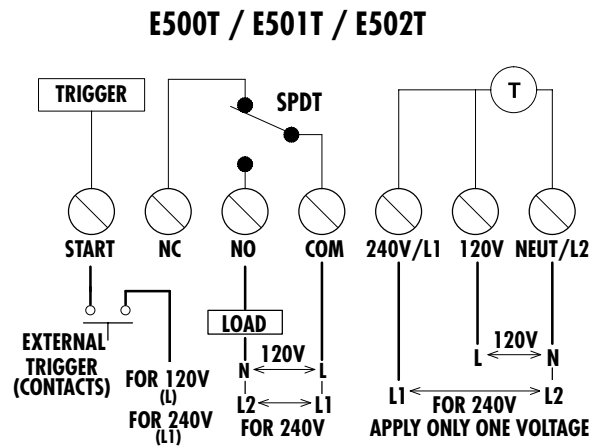 E500T / E501T / E502T
TRIGGER
SPDT
T
START NC NO COM 240V/L1 120V NEUT/L2
EXTERNAL
TRIGGER
(CONTACTS)
FOR 120V
(L)
FOR 240V
(L1)
LOAD
120V
N L
L2 L1
FOR 240V
120V
L N
L1 L2
FOR 240V
APPLY ONLY ONE VOLTAGE